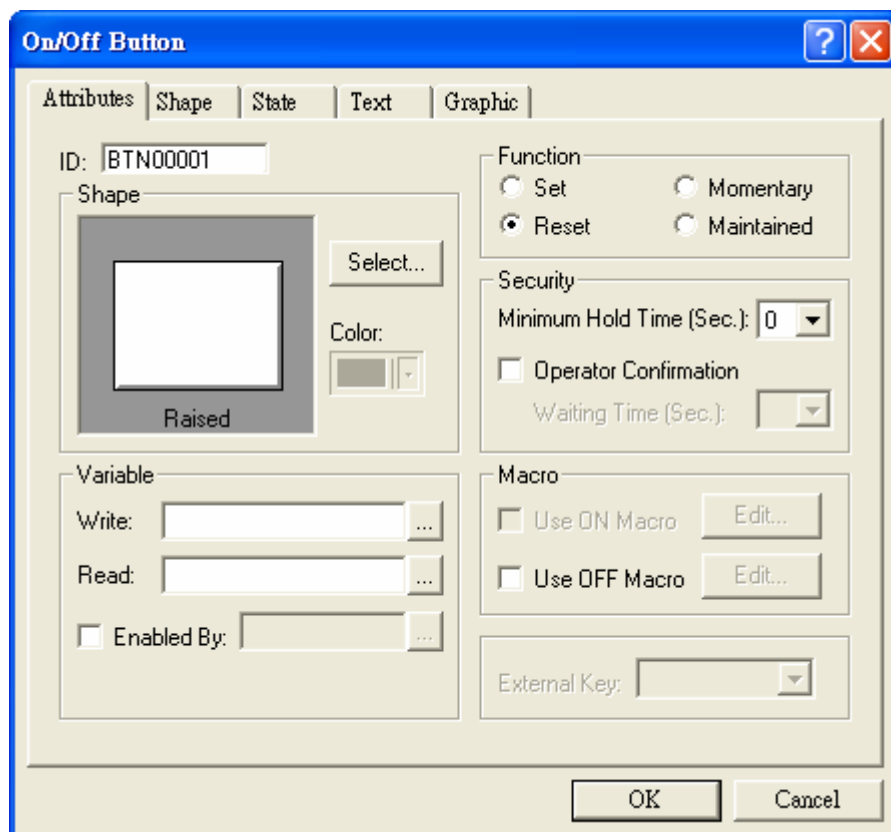 On/Off Button
Attributes Shape State Text Graphic
ID: BTN00001
Shape
Raised
Select...
Color:
Variable
Write: ...
Read: ...
Enabled By: ...
Function
Set Momentary
Reset Maintained
Security
Minimum Hold Time (Sec.): 0
Operator Confirmation
Waiting Time (Sec.):
Macro
Use ON Macro Edit...
Use OFF Macro Edit...
External Key:
OK Cancel